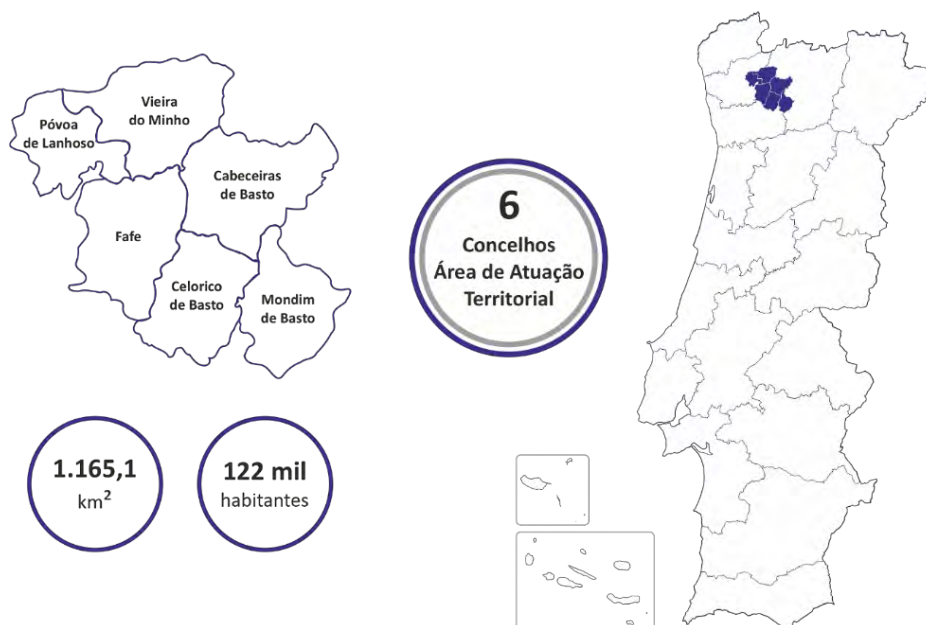 Vieira
do Minho
Póvoa
de Lanhoso
Cabeceiras
de Basto
Fafe
Celorico
de Basto
Mondim
de Basto
6
Concelhos
Área de Atuação
Territorial
1.165,1
km²
122 mil
habitantes